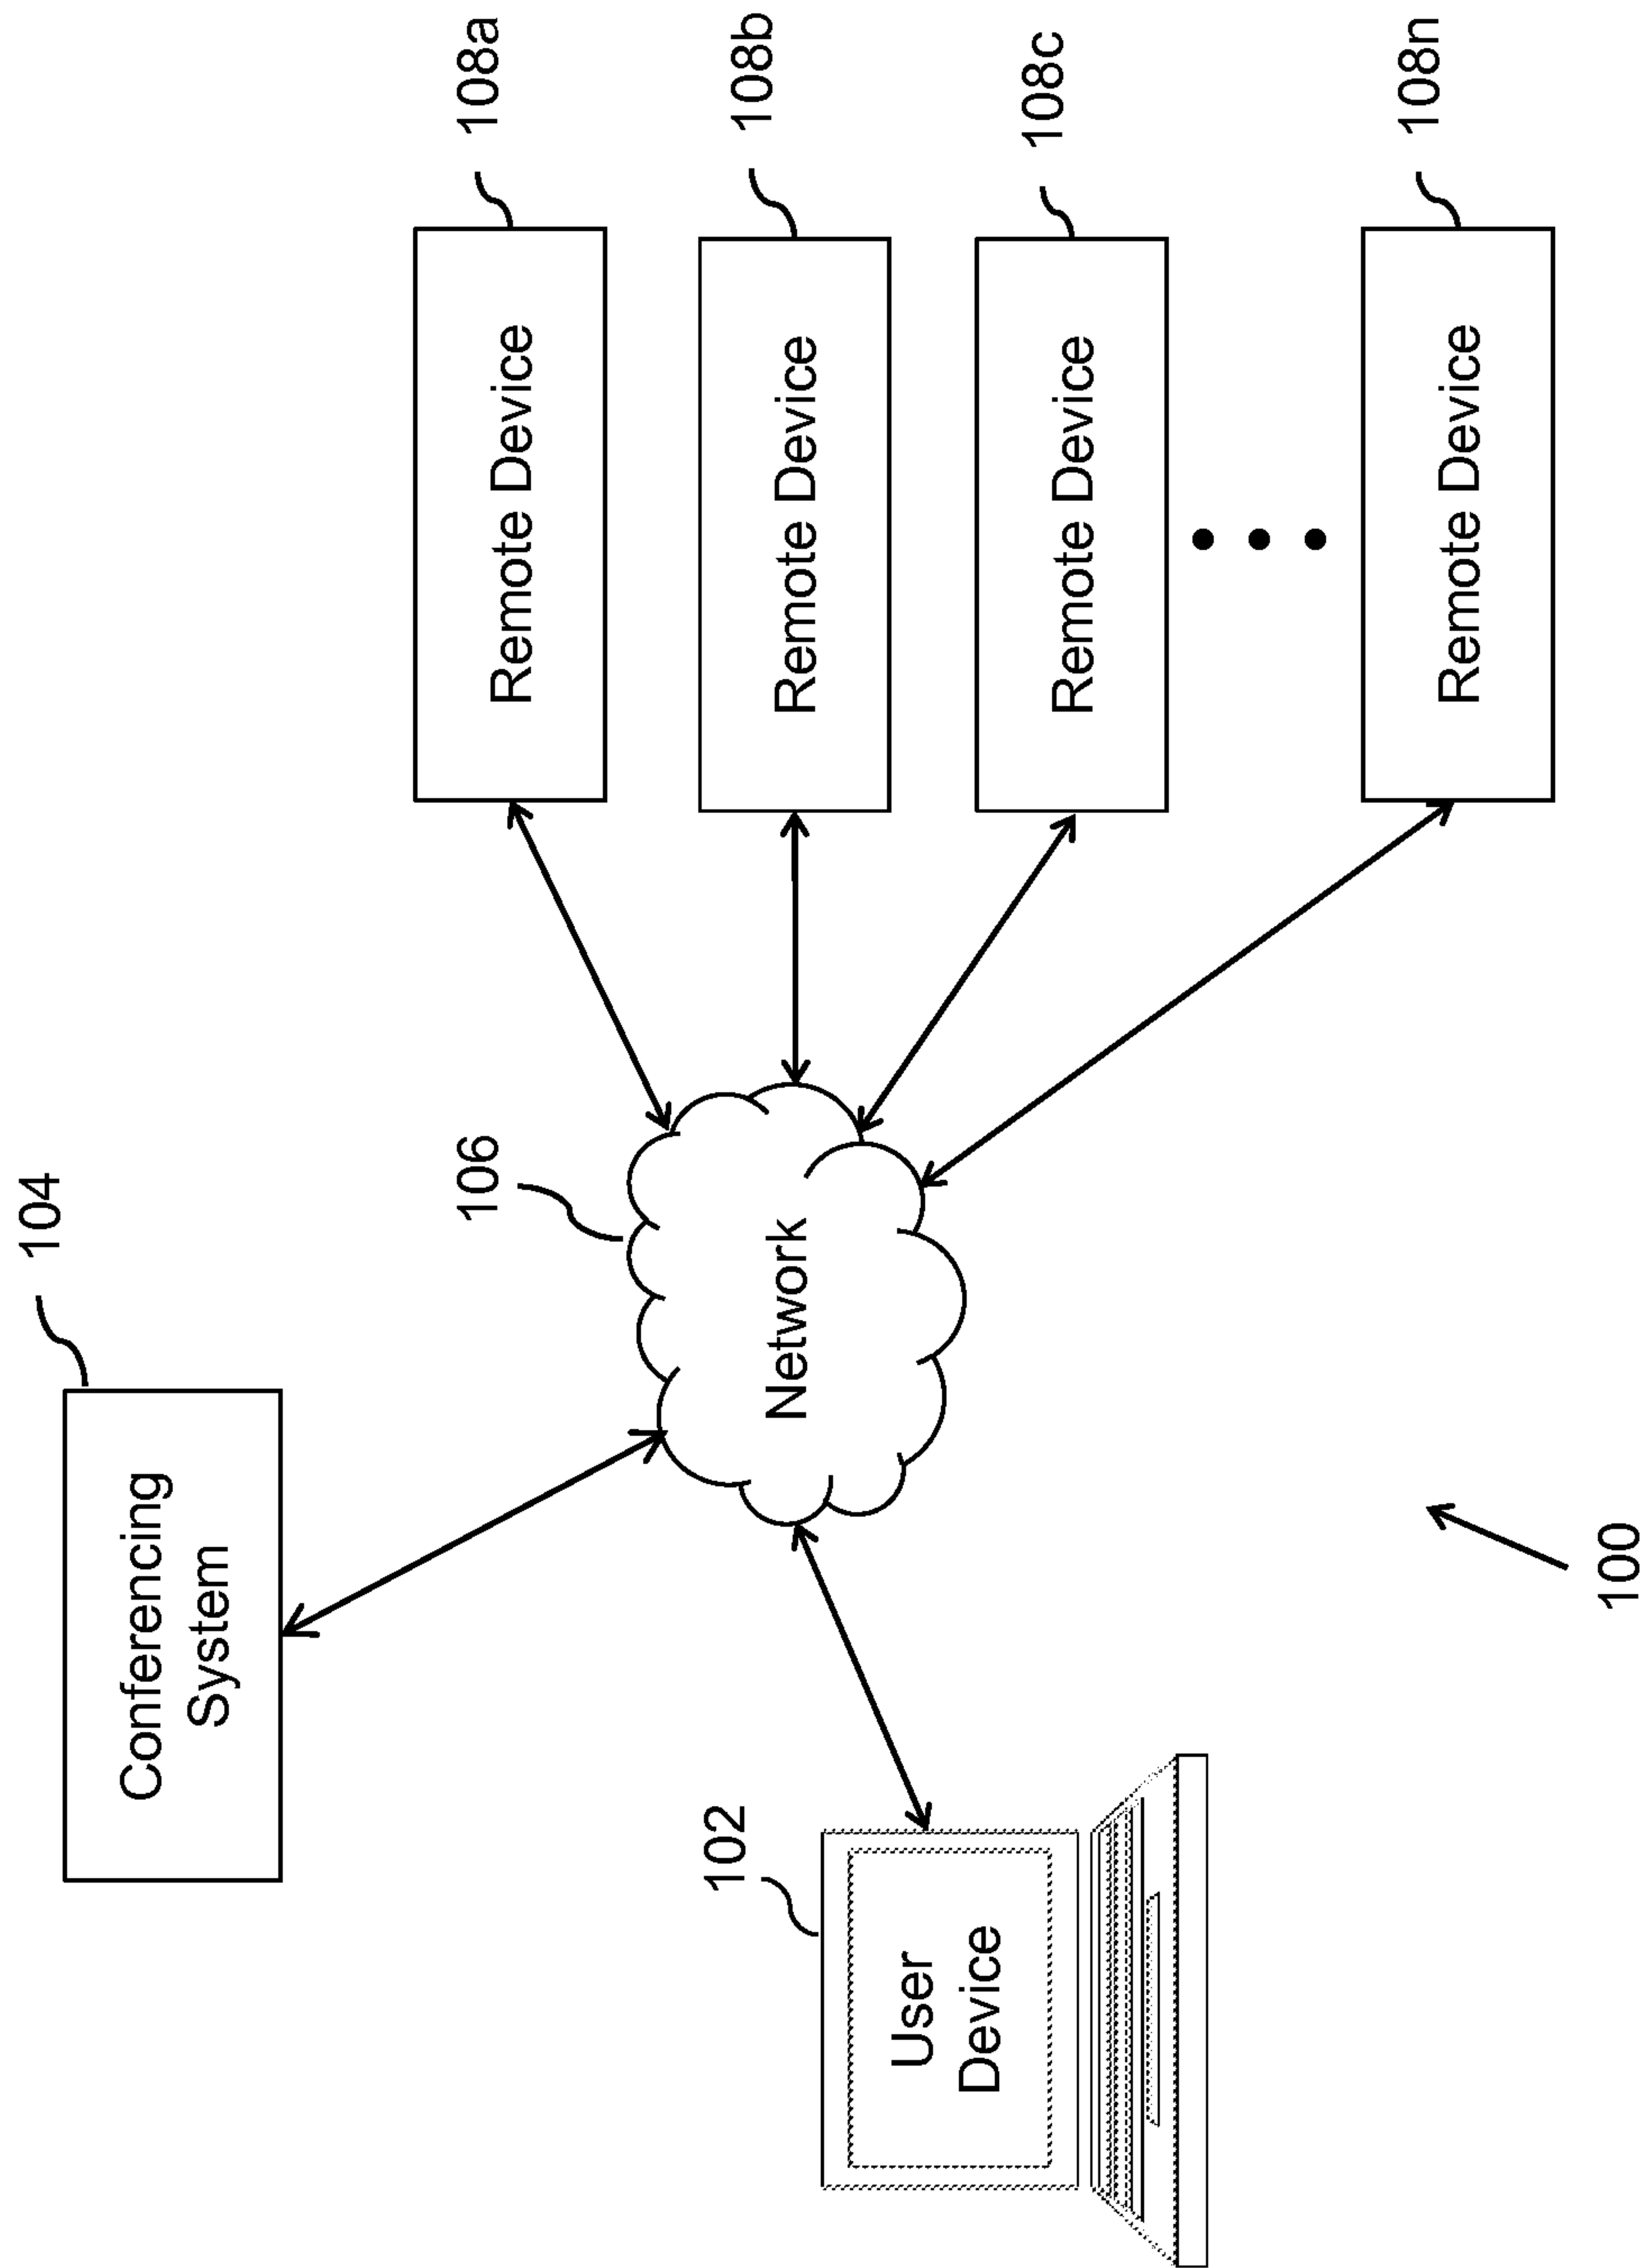 Conferencing
System
104
106
108a
Remote Device
102
User
Device
Network
108b
Remote Device
108c
Remote Device
108n
Remote Device
100